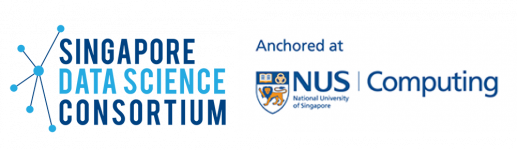 SINGAPORE
DATA SCIENCE
CONSORTIUM
Anchored at
NUS Computing
National University
of Singapore